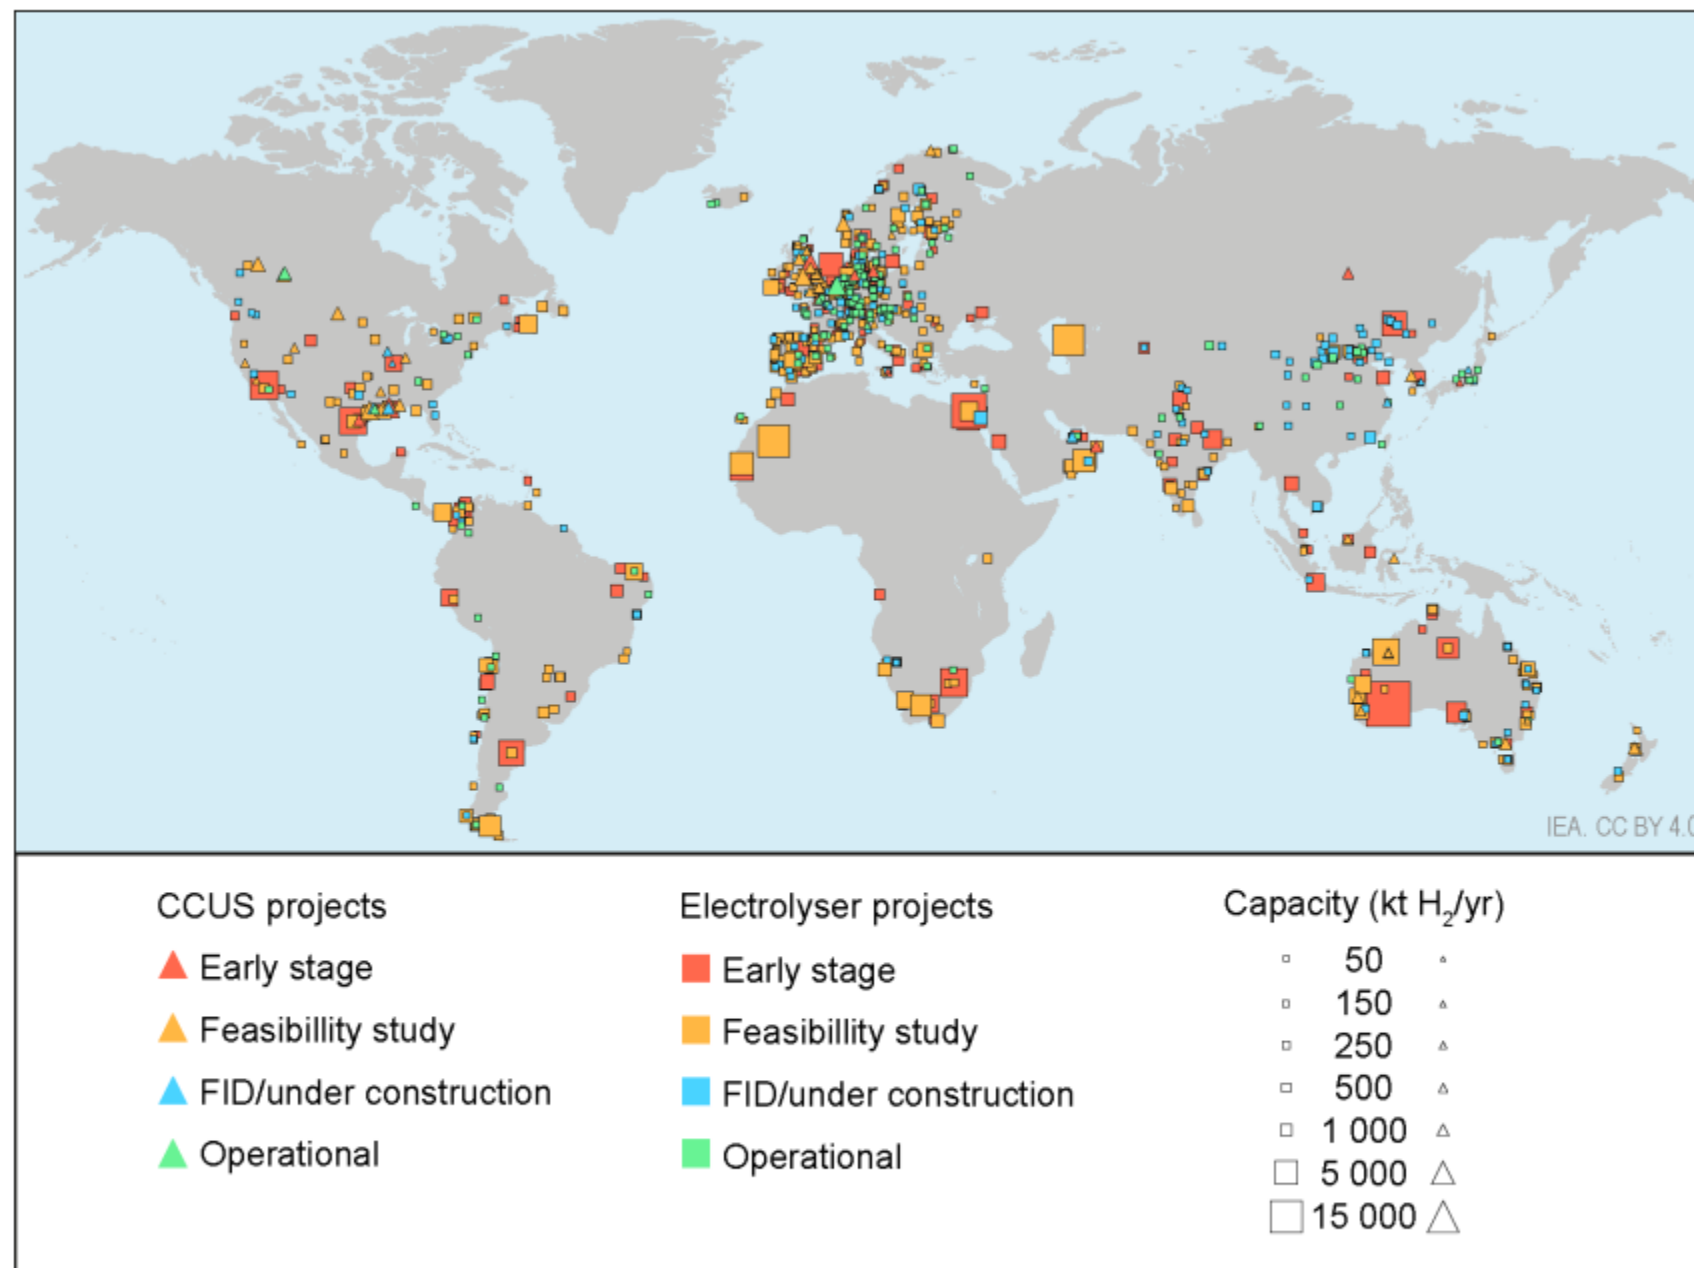 IEA. CC BY 4.0
CCUS projects
Early stage
Feasibillity study
FID/under construction
Operational
Electrolyser projects
Early stage
Feasibillity study
FID/under construction
Operational
Capacity (kt H₂/yr)
50
150
250
500
1 000
5 000
15 000